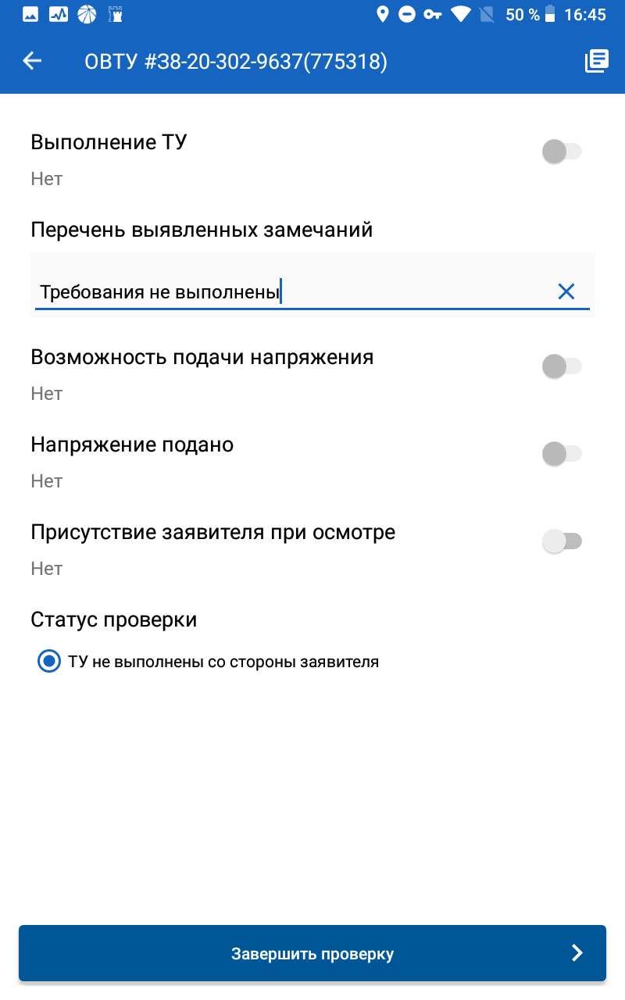 50 % 16:45
ОВТУ #38-20-302-9637(775318)
Выполнение ТУ
Нет
Перечень выявленных замечаний
Требования не выполнены
Возможность подачи напряжения
Нет
Напряжение подано
Нет
Присутствие заявителя при осмотре
Нет
Статус проверки
ТУ не выполнены со стороны заявителя
Завершить проверку